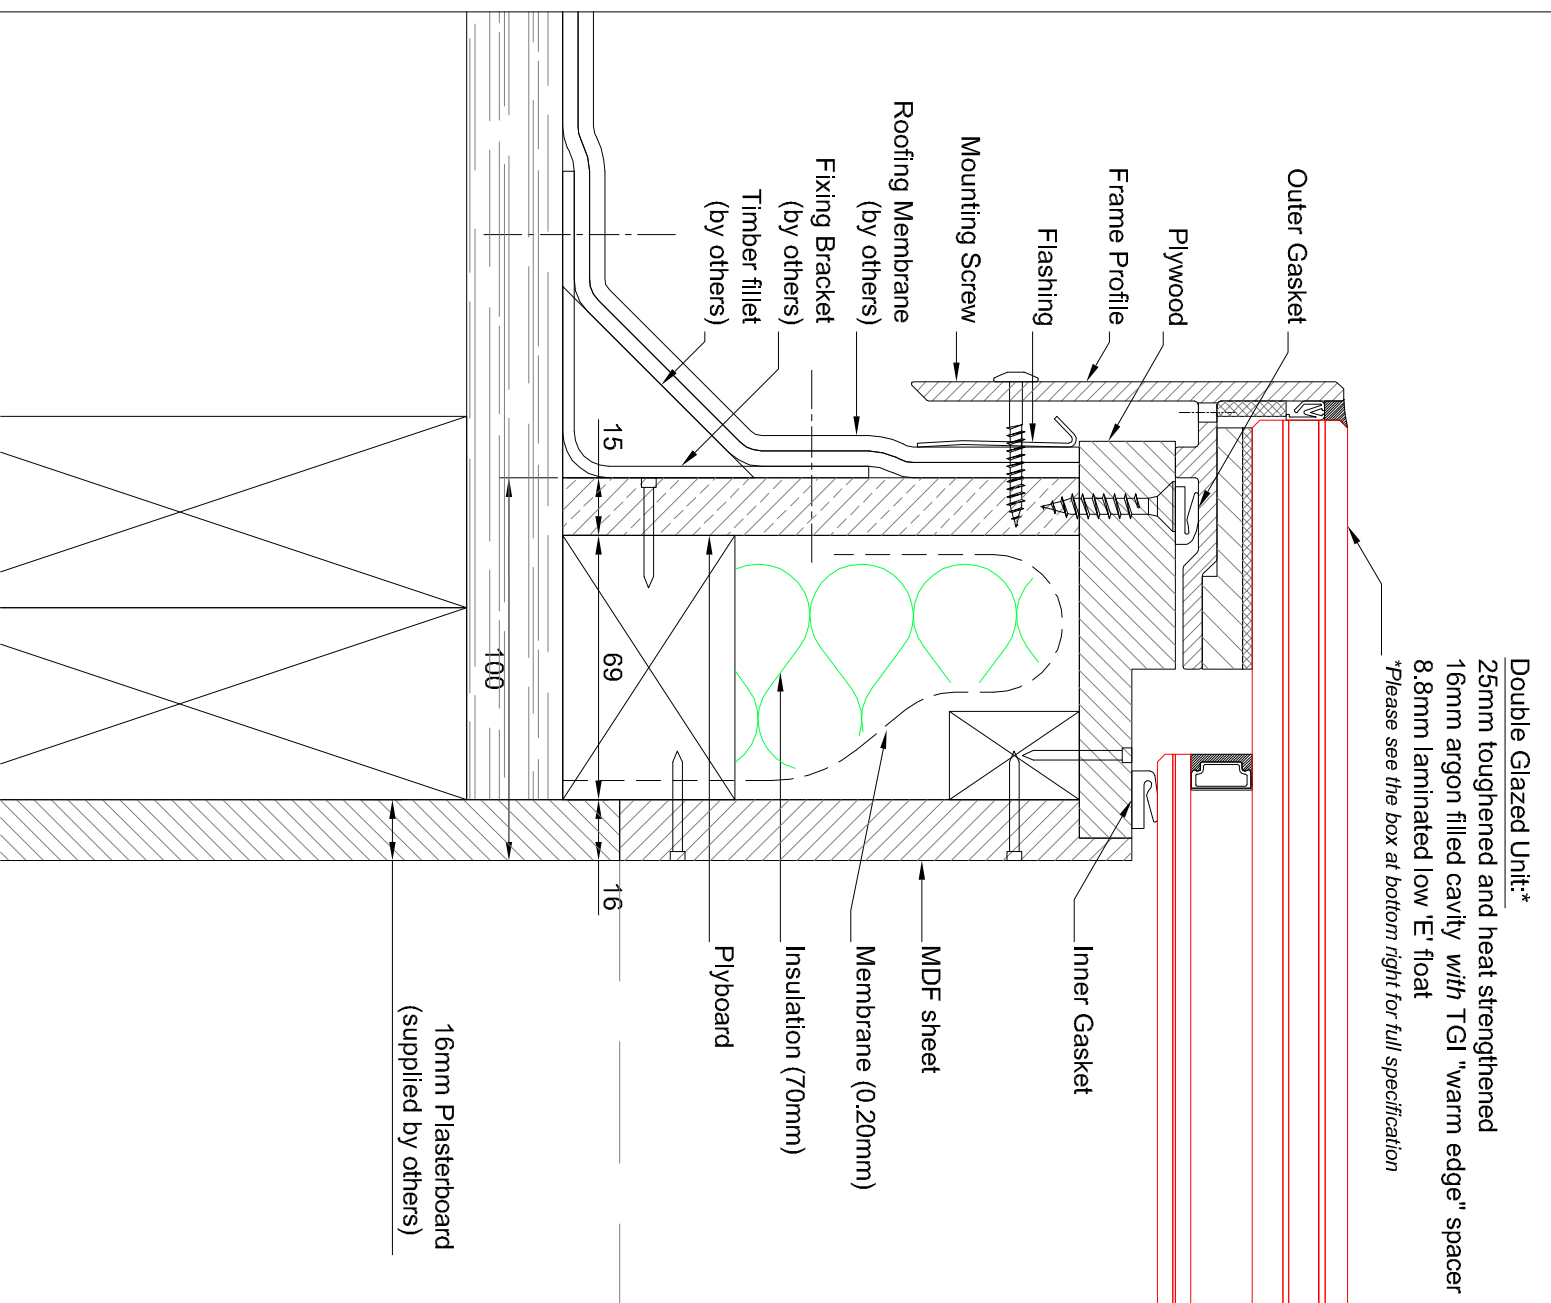 Double Glazed Unit:*
25mm toughened and heat strengthened
16mm argon filled cavity with TGI "warm edge" spacer
8.8mm laminated low 'E' float
*Please see the box at bottom right for full specification
Outer Gasket
Plywood
Frame Profile
Flashing
Mounting Screw
Roofing Membrane
(by others)
Fixing Bracket
(by others)
Timber fillet
(by others)
Inner Gasket
MDF sheet
Membrane (0.20mm)
Insulation (70mm)
Plyboard
15
69
16
100
16mm Plasterboard
(supplied by others)